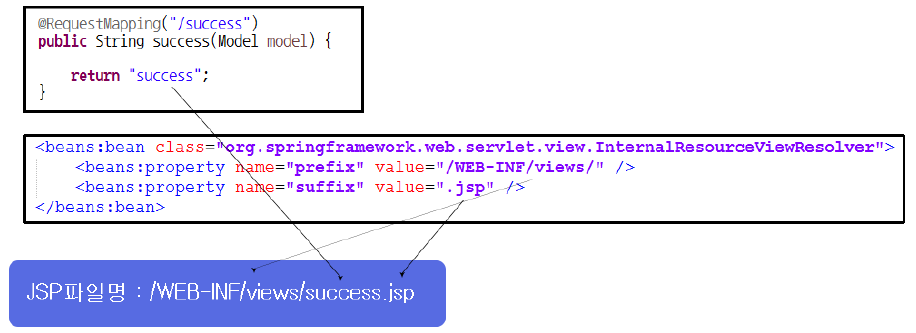 @RequestMapping("/success")
public String success(Model model) {
return "success";
}
<beans:bean class="org.springframework.web.servlet.view.InternalResourceViewResolver">
<beans:property name="prefix" value="/WEB-INF/views/" />
<beans:property name="suffix" value=".jsp" />
</beans:bean>
JSP파일명 : /WEB-INF/views/success.jsp